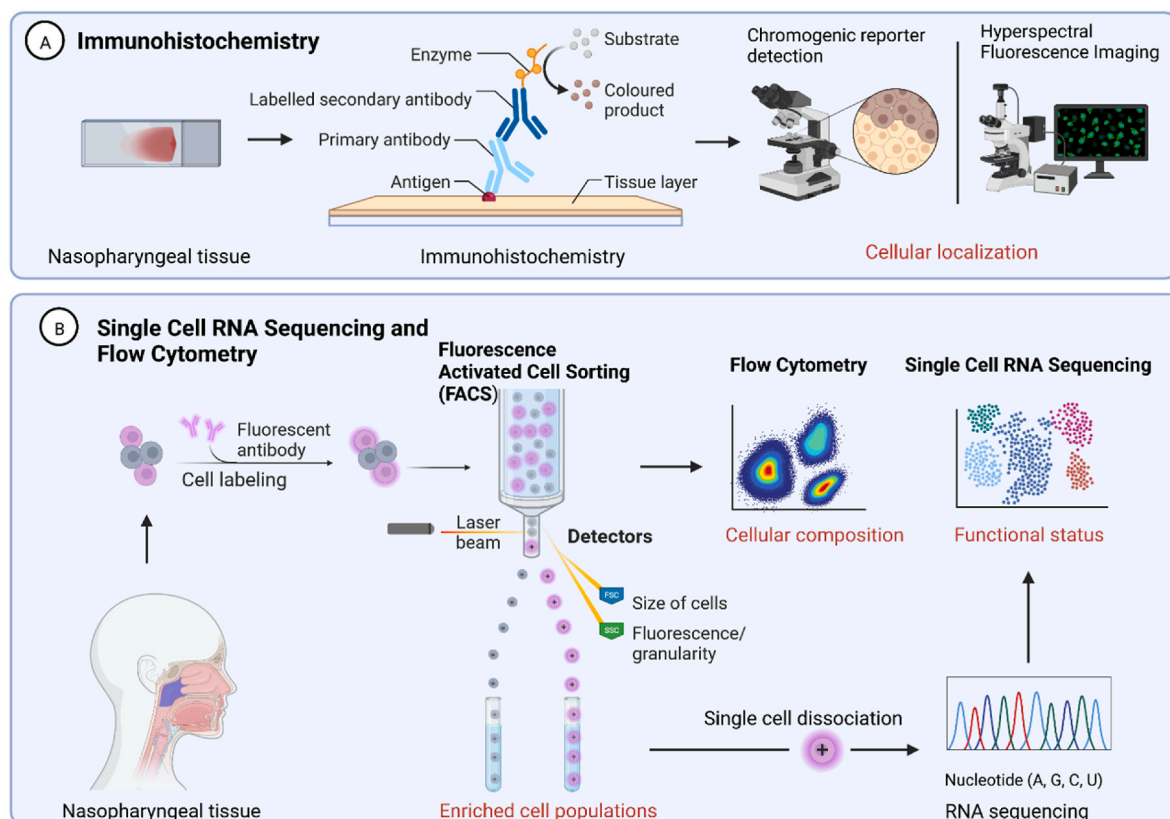 A
Immunohistochemistry
Enzyme
Substrate
Labelled secondary antibody
Coloured
product
Primary antibody
Antigen
Tissue layer
Chromogenic reporter
detection
Hyperspectral
Fluorescence Imaging
Nasopharyngeal tissue
Immunohistochemistry
Cellular localization
B
Single Cell RNA Sequencing and
Flow Cytometry
Fluorescence
Activated Cell Sorting
(FACS)
Flow Cytometry
Single Cell RNA Sequencing
Fluorescent
antibody
Cell labeling
Laser
beam
Detectors
Cellular composition
Functional status
FSC
Size of cells
SSC
Fluorescence/
granularity
Single cell dissociation
Nucleotide (A, G, C, U)
Nasopharyngeal tissue
Enriched cell populations
RNA sequencing